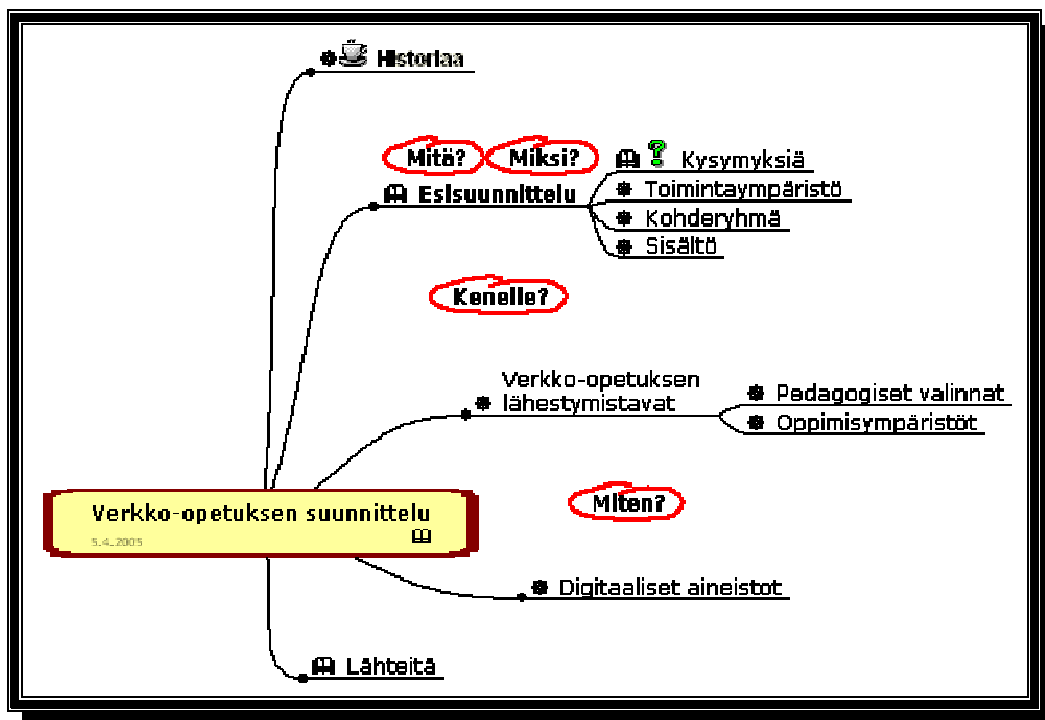 Historiaa
Mitä? Miksi?
Kysymyksiä
Esisuunnittelu
Toimintaympäristö
Kohderyhmä
Sisältö
Kenelle?
Verkko-opetuksen
lähestymistavat
Pedagogiset valinnat
Oppimisympäristöt
Miten?
Verkko-opetuksen suunnittelu
5.4.2005
Digitaaliset aineistot
Lähteitä